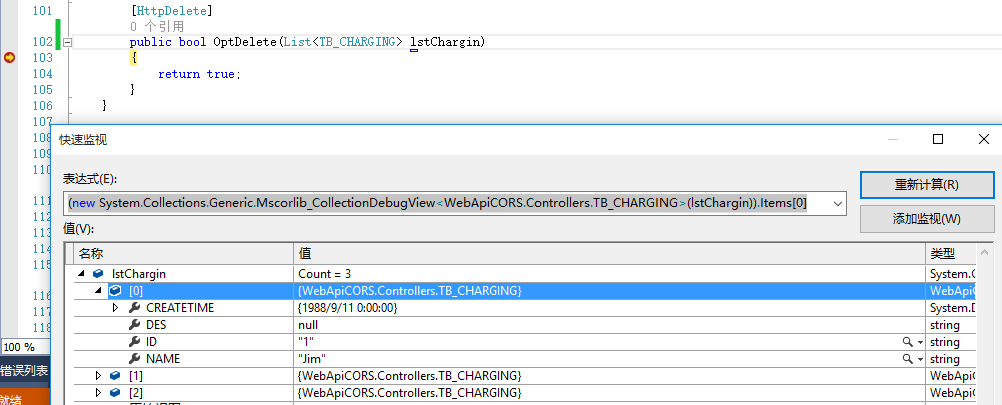 101 [HttpDelete]
0 个引用
102 public bool OptDelete(List<TB_CHARGING> lstChargin)
103 {
104 return true;
105 }
106 }
107
108
109
110
111
112
113
114
115
116
117
118
快速监视
表达式(E):
(new System.Collections.Generic.Mscorlib_CollectionDebugView<WebApiCORS.Controllers.TB_CHARGING>(lstChargin)).Items[0]
重新计算(R)
添加监视(W)
值(V):
名称 值 类型
lstChargin Count = 3 System.C
[0] {WebApiCORS.Controllers.TB_CHARGING} WebApiC
CREATETIME {1988/9/11 0:00:00} System.D
DES null string
ID "1" string
NAME "Jim" string
[1] {WebApiCORS.Controllers.TB_CHARGING} WebApiC
[2] {WebApiCORS.Controllers.TB_CHARGING} WebApiC
100 %
错误列表
就绪